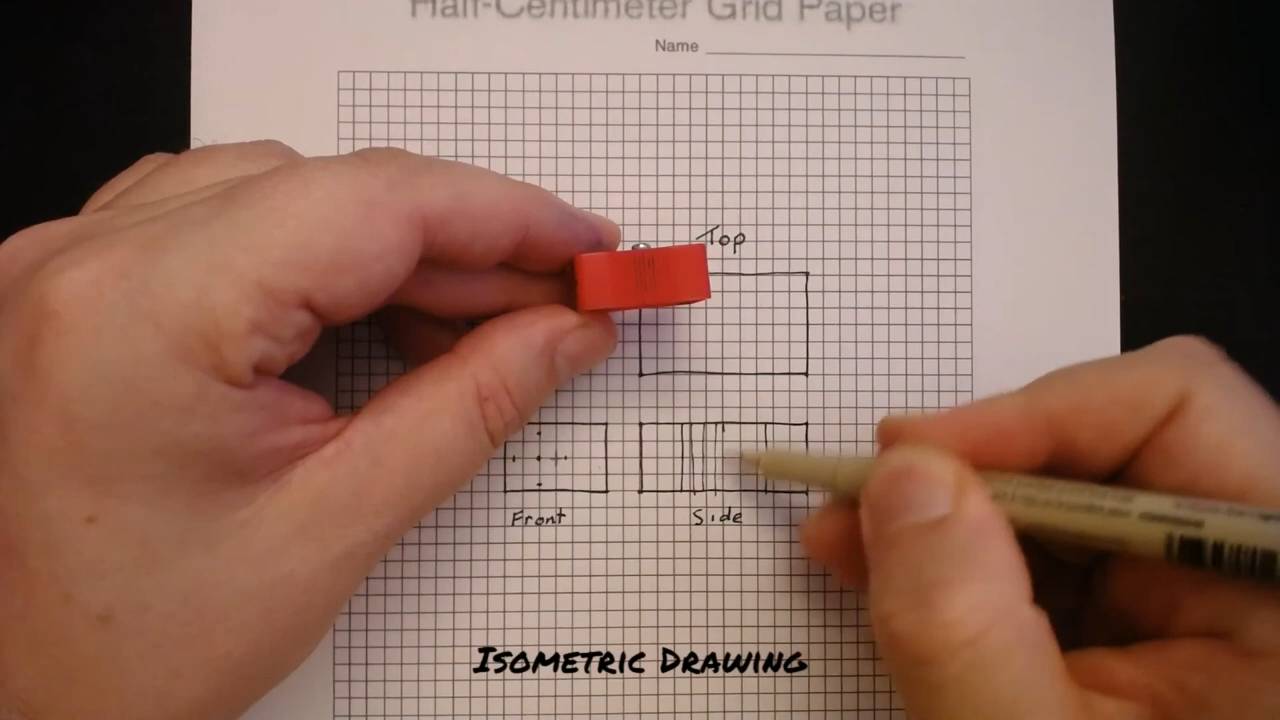 Half-Centimeter Grid Paper
Name
Top
Front
Side
Isometric Drawing